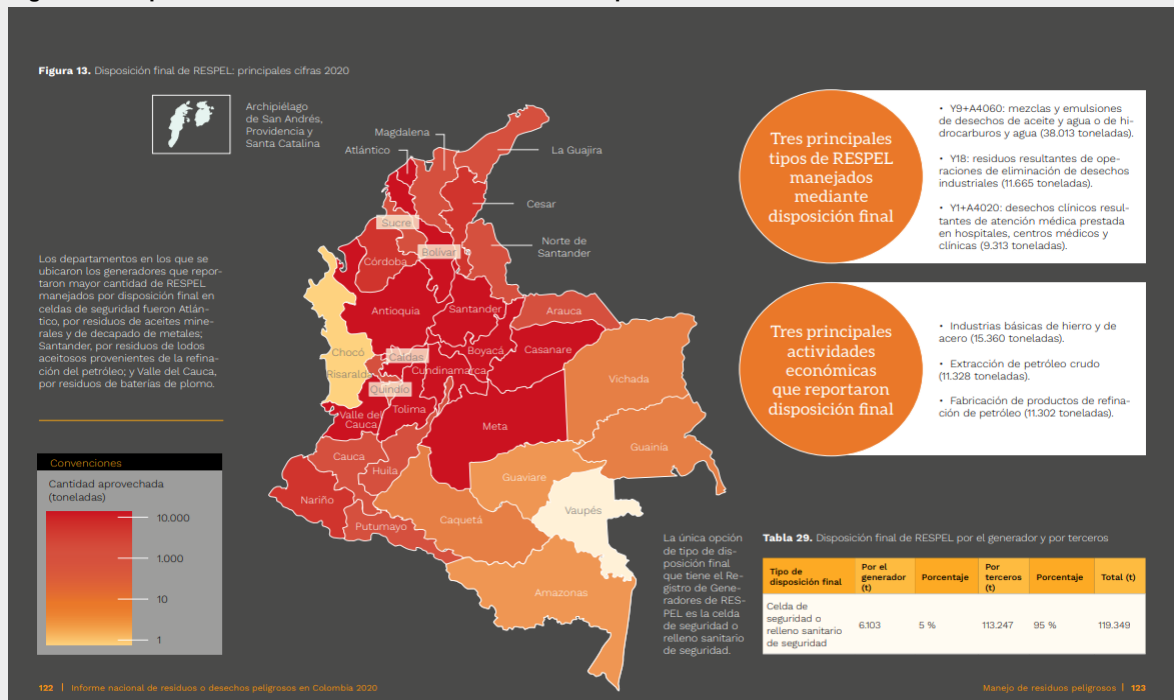 Figura 13. Disposición final de RESPEL: principales cifras 2020
Archipiélago
de San Andrés,
Providencia y
Santa Catalina
Magdalena
Atlántico
La Guajira
Cesar
Norte de
Santander
Sucre
Bolívar
Córdoba
Antioquia
Santander
Arauca
Chocó
Caldas
Boyacá
Casanare
Risaralda
Cundinamarca
Quindío
Vichada
Valle del
Cauca
Tolima
Meta
Cauca
Huila
Guainía
Guaviare
Nariño
Putumayo
Caquetá
Vaupés
Amazonas
Los departamentos en los que se
ubicaron los generadores que repor-
taron mayor cantidad de RESPEL
manejados por disposición final en
celdas de seguridad fueron Atlán-
tico, por residuos de aceites mine-
rales y de decapado de metales;
Santander, por residuos de lodos
aceitosos provenientes de la refina-
ción del petróleo; y Valle del Cauca,
por residuos de baterías de plomo.
Convenciones
Cantidad aprovechada
(toneladas)
10.000
1.000
10
1
Tres principales
tipos de RESPEL
manejados
mediante
disposición final
• Y9+A4060: mezclas y emulsiones
de desechos de aceite y agua o de hi-
drocarburos y agua (38.013 toneladas).
• Y18: residuos resultantes de ope-
raciones de eliminación de desechos
industriales (11.665 toneladas).
• Y1+A4020: desechos clínicos resul-
tantes de atención médica prestada
en hospitales, centros médicos y
clínicas (9.313 toneladas).
Tres principales
actividades
económicas
que reportaron
disposición final
• Industrias básicas de hierro y de
acero (15.360 toneladas).
• Extracción de petróleo crudo
(11.328 toneladas).
• Fabricación de productos de refina-
ción de petróleo (11.302 toneladas).
La única opción
de tipo de dis-
posición final
que tiene el Re-
gistro de Gene-
radores de RES-
PEL es la celda
de seguridad o
relleno sanitario
de seguridad.
Tabla 29. Disposición final de RESPEL por el generador y por terceros
Tipo de
disposición final
Por el
generador
(t)
Porcentaje
Por
terceros
(t)
Porcentaje
Total (t)
Celda de
seguridad o
relleno sanitario
de seguridad
6.103
5 %
113.247
95 %
119.349
122 | Informe nacional de residuos o desechos peligrosos en Colombia 2020
Manejo de residuos peligrosos | 123